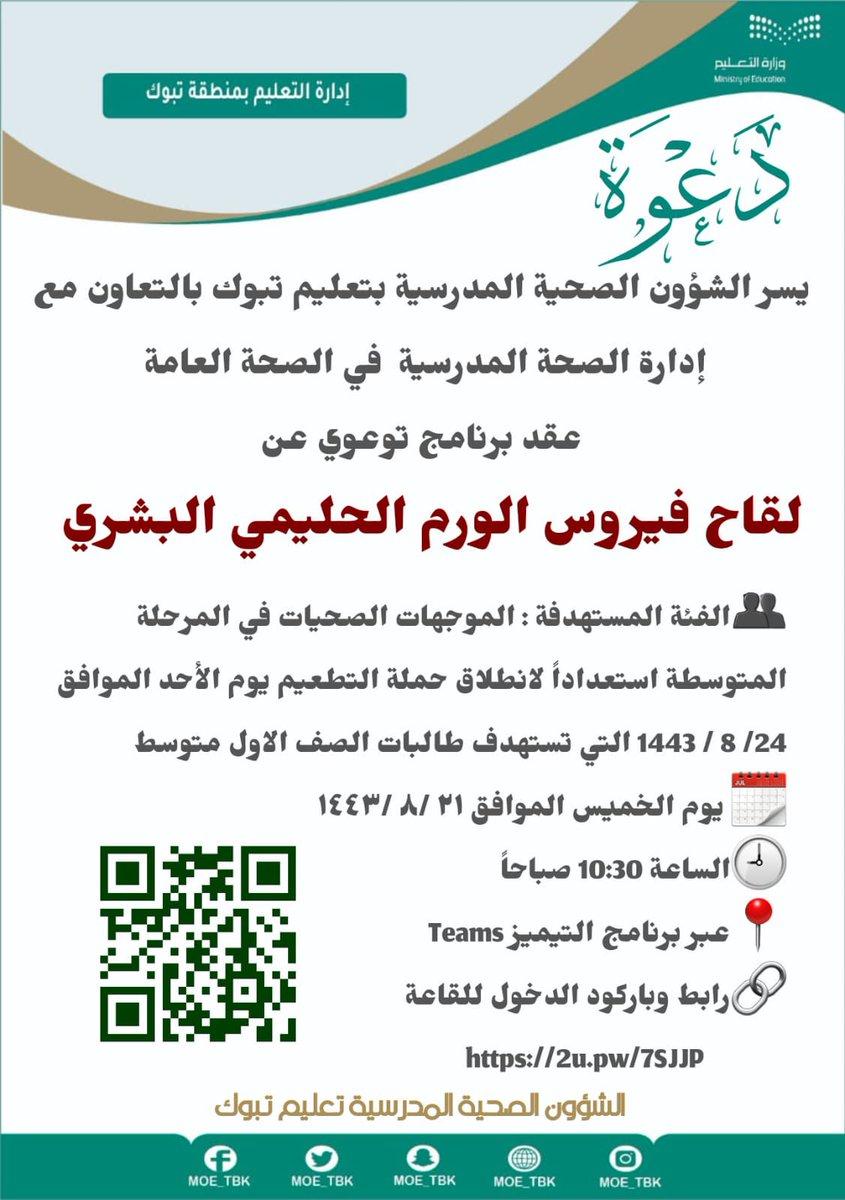 وزارة التعليم
Ministry of Education
إدارة التعليم بمنطقة تبوك
دَعْوَة
يسر الشؤون الصحية المدرسية بتعليم تبوك بالتعاون مع
إدارة الصحة المدرسية في الصحة العامة
عقد برنامج توعوي عن
لقاح فيروس الورم الحليمي البشري
الفئة المستهدفة : الموجهات الصحيات في المرحلة
المتوسطة استعداداً لانطلاق حملة التطعيم يوم الأحد الموافق
24/ 8 / 1443 التي تستهدف طالبات الصف الاول متوسط
يوم الخميس الموافق ٢١ /٨ /١٤٤٣
الساعة 10:30 صباحاً
عبر برنامج التيميز Teams
رابط وباركود الدخول للقاعة
https://2u.pw/7SJJP
الشؤون الصحية المدرسية تعليم تبوك
MOE_TBK MOE_TBK MOE_TBK MOE_TBK MOE_TBK